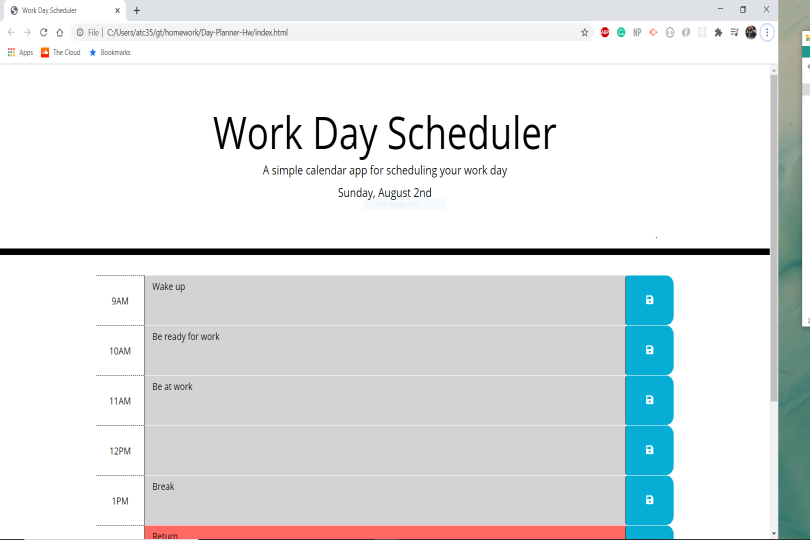 Work Day Scheduler
File C:/Users/atc35/gt/homework/Day-Planner-Hw/index.html
ABP NP
Apps The Cloud Bookmarks
Work Day Scheduler
A simple calendar app for scheduling your work day
Sunday, August 2nd
9AM Wake up
10AM Be ready for work
11AM Be at work
12PM
1PM Break
Return